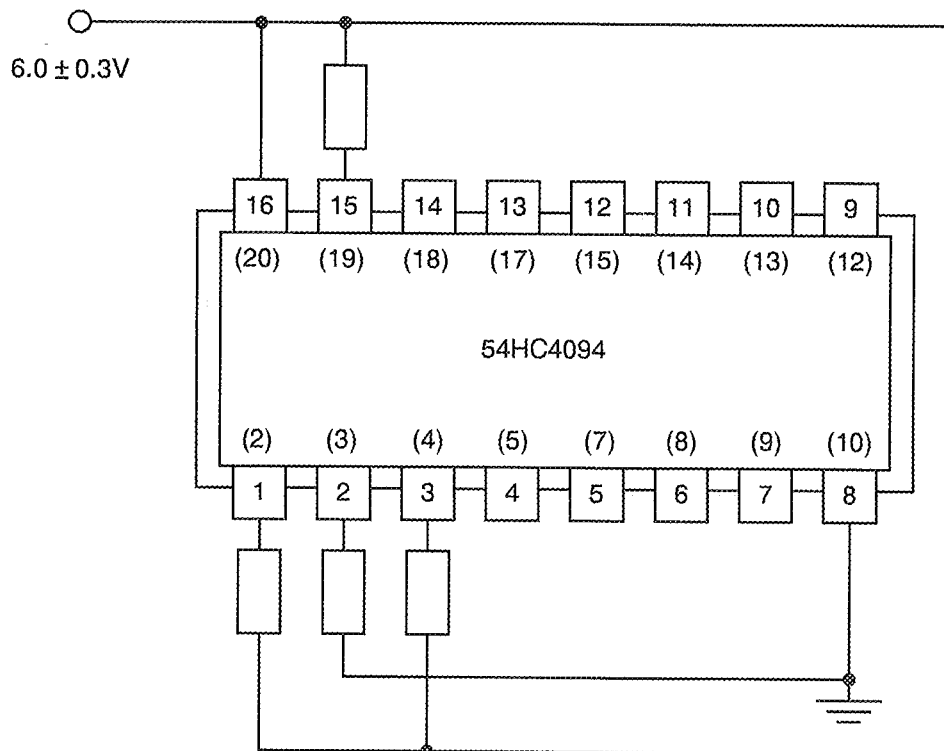 6.0 ± 0.3V
16 15 14 13 12 11 10 9
(20) (19) (18) (17) (15) (14) (13) (12)
54HC4094
(2) (3) (4) (5) (7) (8) (9) (10)
1 2 3 4 5 6 7 8